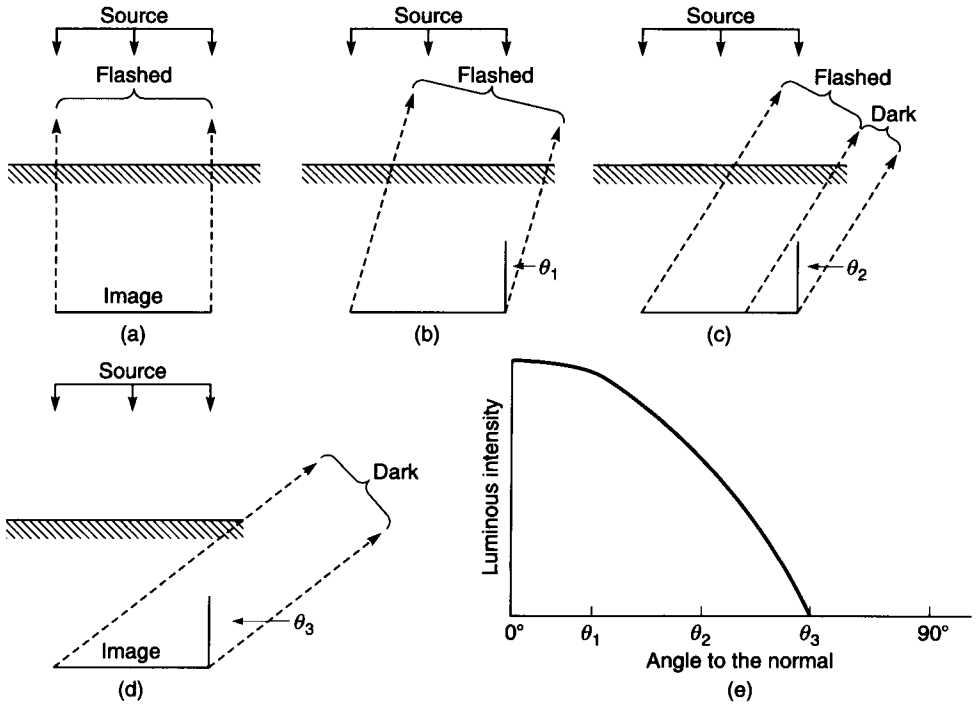 Source
Flashed
Image
(a)
Source
Flashed
θ₁
(b)
Source
Flashed
Dark
θ₂
(c)
Source
Dark
θ₃
Image
(d)
Luminous intensity
0° θ₁ θ₂ θ₃ 90°
Angle to the normal
(e)